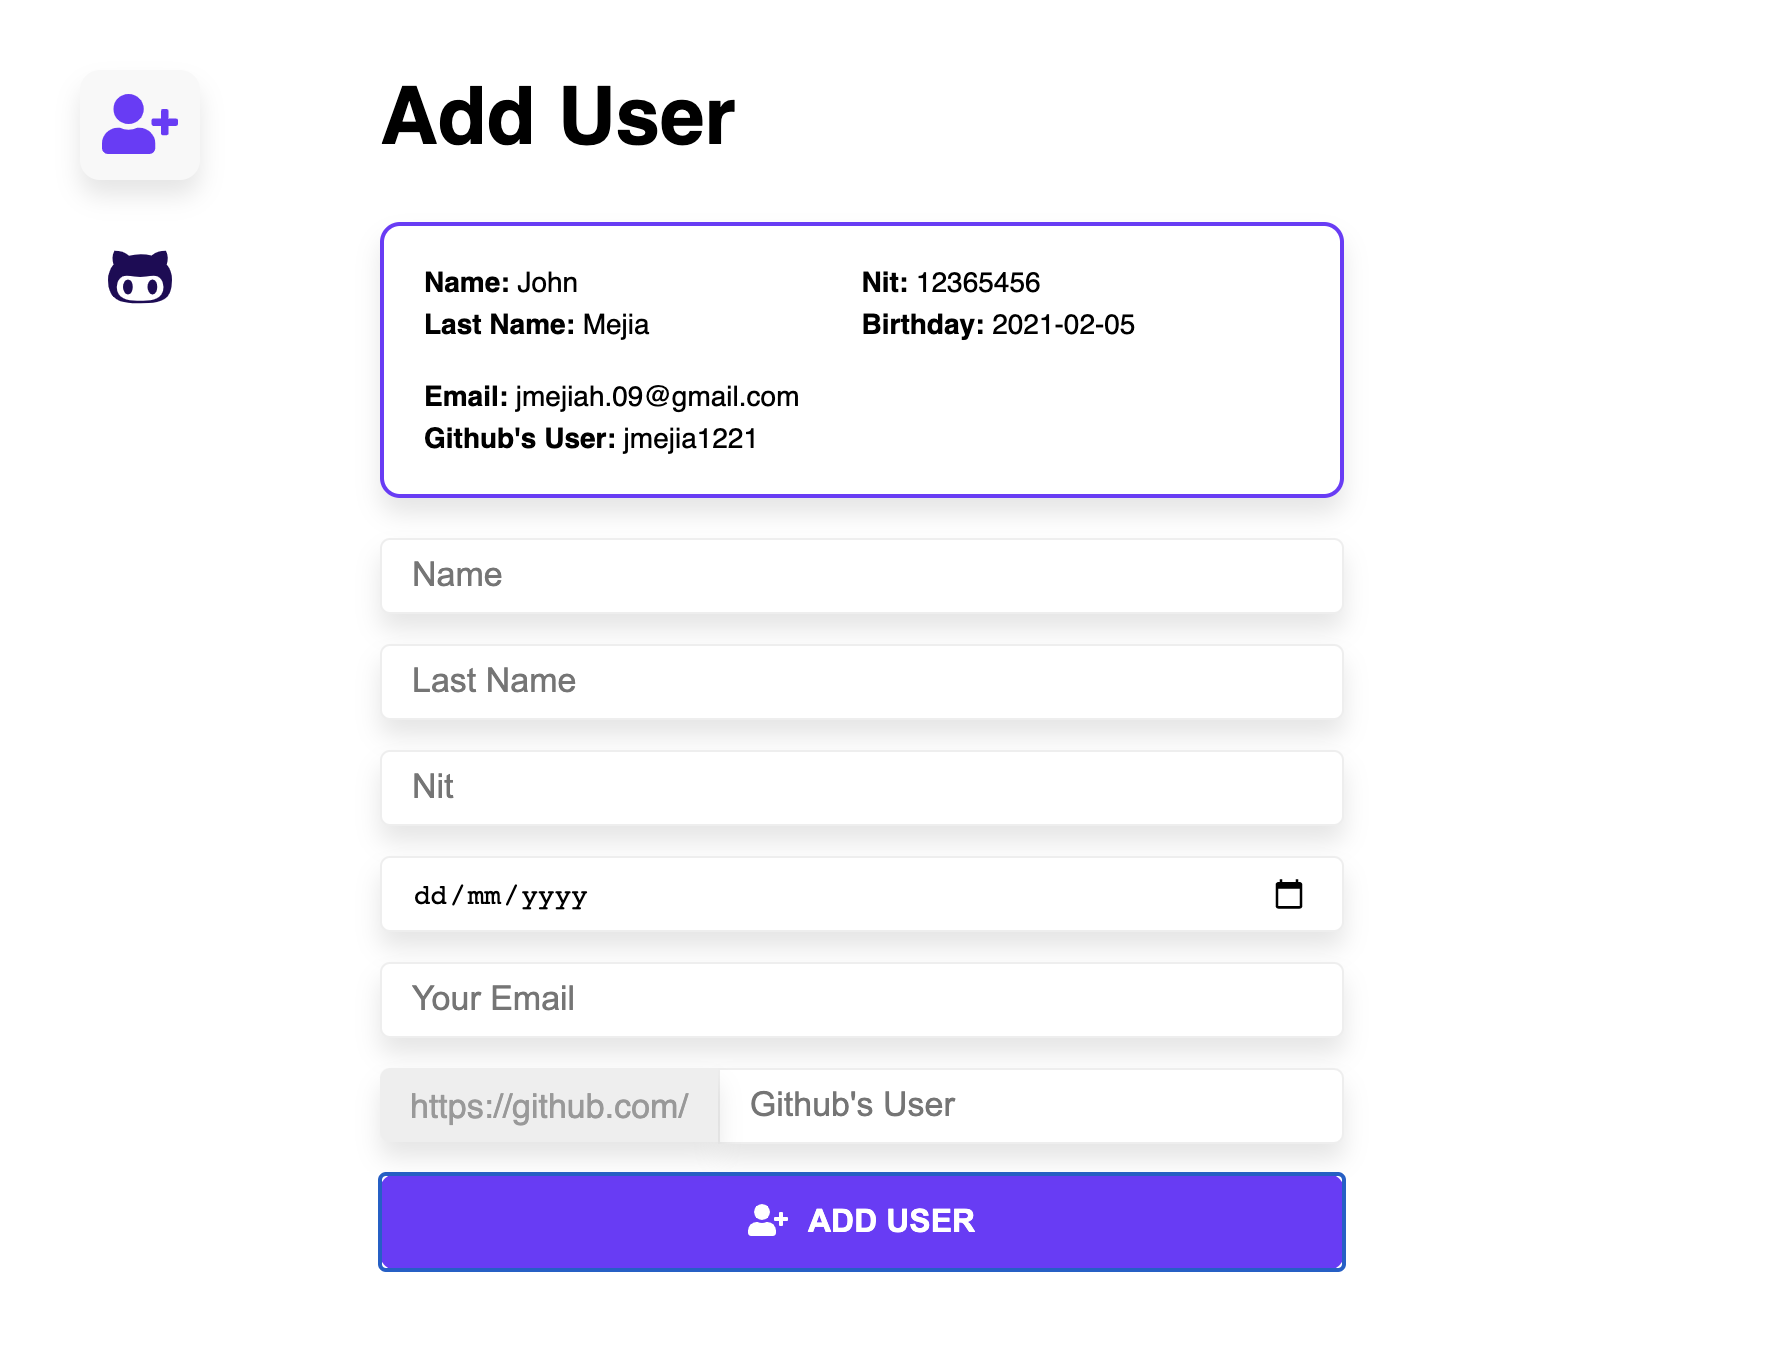 Add User
Name: John
Last Name: Mejia
Nit: 12365456
Birthday: 2021-02-05
Email: jmejiah.09@gmail.com
Github's User: jmejia1221
Name
Last Name
Nit
dd/mm/yyyy
Your Email
https://github.com/ Github's User
ADD USER